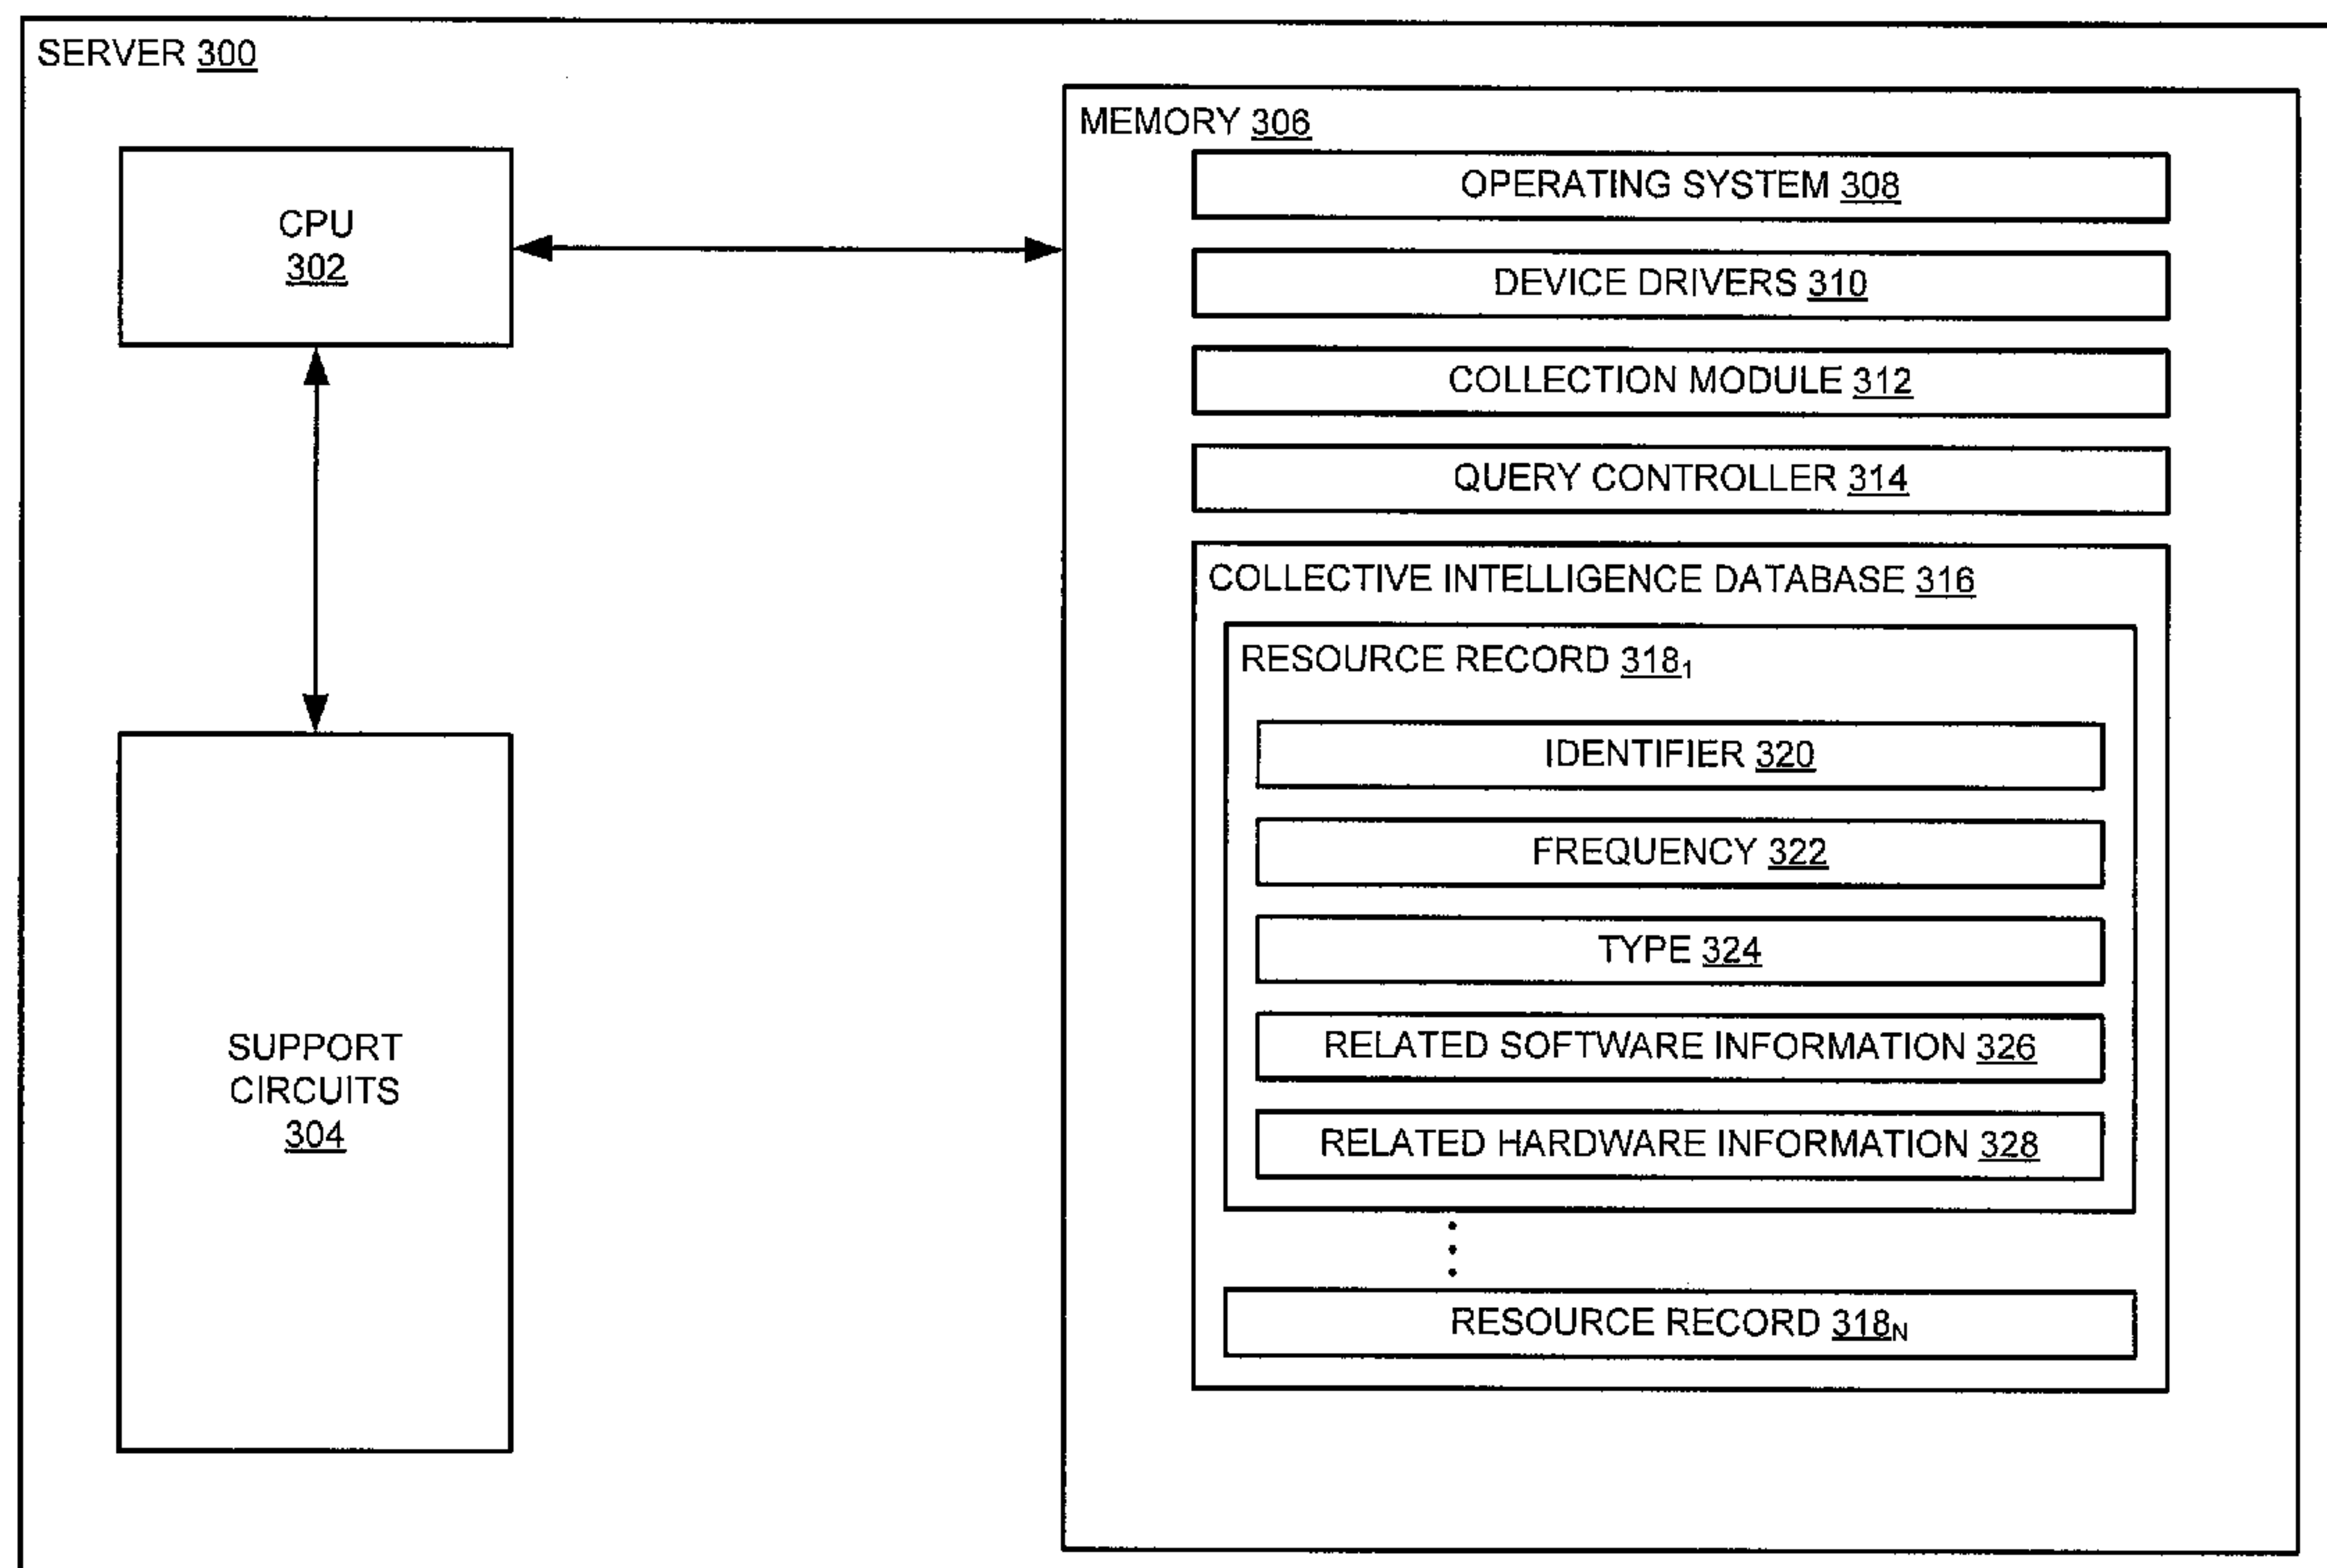 SERVER 300
MEMORY 306
CPU
302
OPERATING SYSTEM 308
DEVICE DRIVERS 310
COLLECTION MODULE 312
QUERY CONTROLLER 314
COLLECTIVE INTELLIGENCE DATABASE 316
RESOURCE RECORD 318₁
IDENTIFIER 320
FREQUENCY 322
TYPE 324
RELATED SOFTWARE INFORMATION 326
RELATED HARDWARE INFORMATION 328
RESOURCE RECORD 318N
SUPPORT
CIRCUITS
304